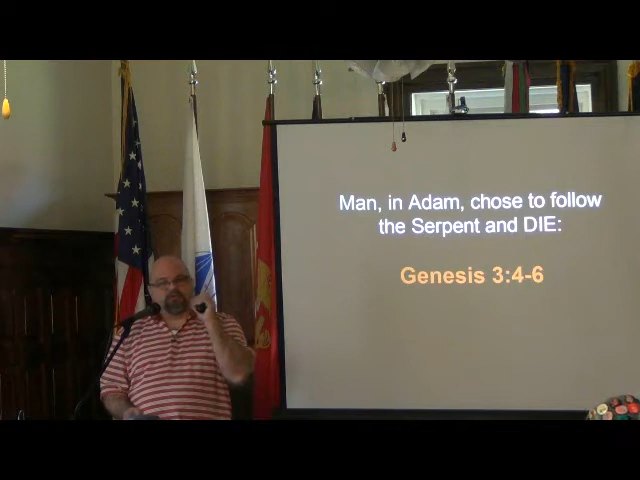 Man, in Adam, chose to follow
the Serpent and DIE:
Genesis 3:4-6